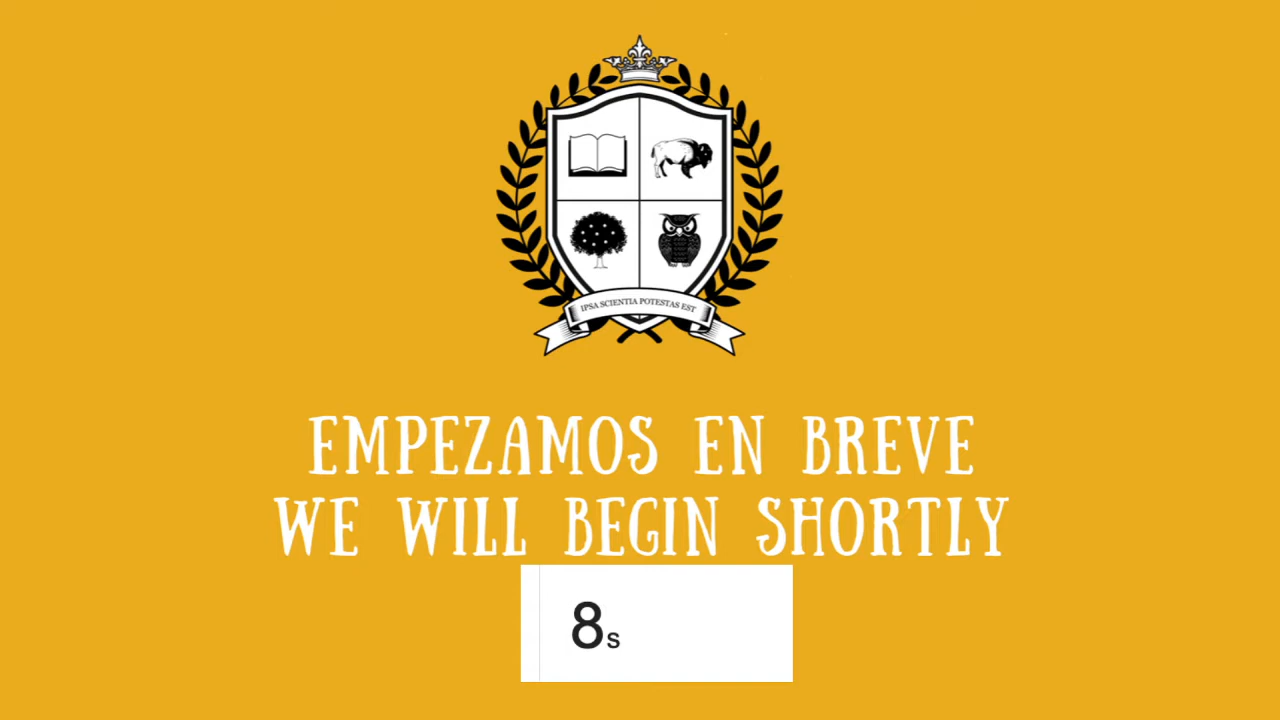 IPSA SCIENTIA POTESTAS EST
EMPEZAMOS EN BREVE
WE WILL BEGIN SHORTLY
8s